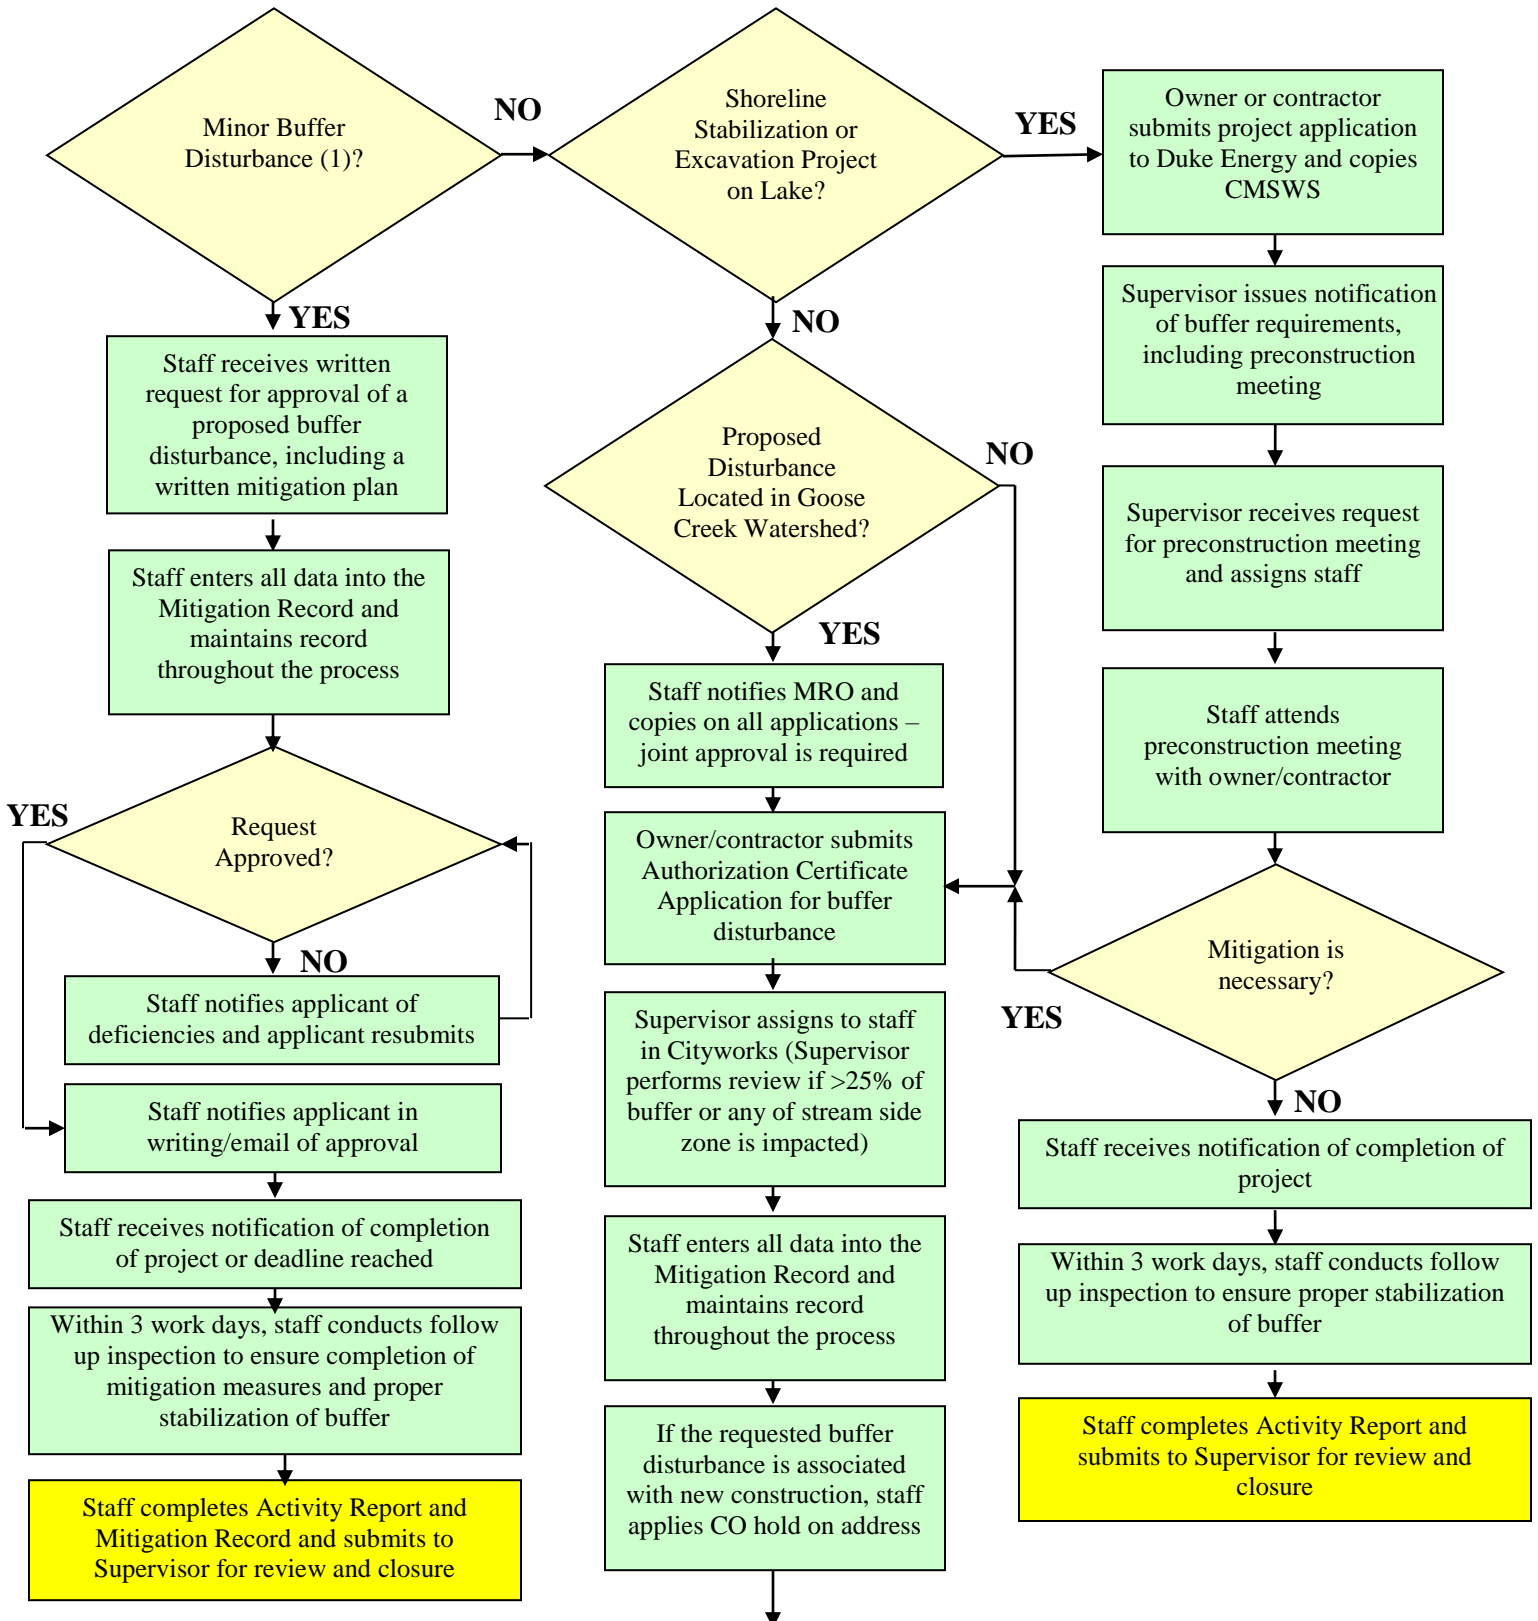 Minor Buffer
Disturbance (1)?
NO
Shoreline
Stabilization or
Excavation Project
on Lake?
YES
Owner or contractor
submits project application
to Duke Energy and copies
CMSWS
YES
Staff receives written
request for approval of a
proposed buffer
disturbance, including a
written mitigation plan
Staff enters all data into the
Mitigation Record and
maintains record
throughout the process
YES
Request
Approved?
NO
Staff notifies applicant of
deficiencies and applicant resubmits
Staff notifies applicant in
writing/email of approval
Staff receives notification of completion
of project or deadline reached
Within 3 work days, staff conducts follow
up inspection to ensure completion of
mitigation measures and proper
stabilization of buffer
Staff completes Activity Report and
Mitigation Record and submits to
Supervisor for review and closure
NO
Proposed
Disturbance
Located in Goose
Creek Watershed?
NO
YES
Staff notifies MRO and
copies on all applications –
joint approval is required
Owner/contractor submits
Authorization Certificate
Application for buffer
disturbance
Supervisor assigns to staff
in Cityworks (Supervisor
performs review if >25% of
buffer or any of stream side
zone is impacted)
Staff enters all data into the
Mitigation Record and
maintains record
throughout the process
If the requested buffer
disturbance is associated
with new construction, staff
applies CO hold on address
Supervisor issues notification
of buffer requirements,
including preconstruction
meeting
Supervisor receives request
for preconstruction meeting
and assigns staff
Staff attends
preconstruction meeting
with owner/contractor
Mitigation is
necessary?
YES
NO
Staff receives notification of completion of
project
Within 3 work days, staff conducts follow
up inspection to ensure proper stabilization
of buffer
Staff completes Activity Report and
submits to Supervisor for review and
closure